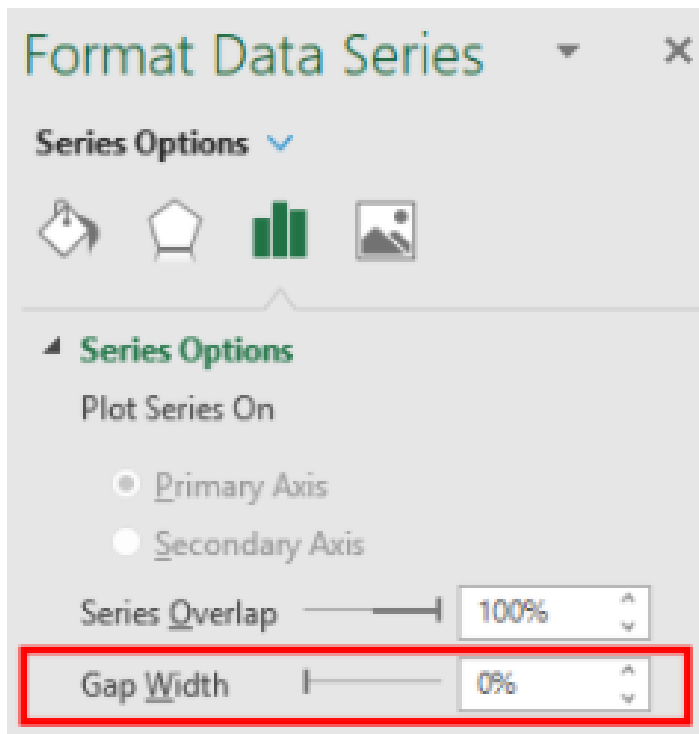 Format Data Series
Series Options
Series Options
Plot Series On
Primary Axis
Secondary Axis
Series Overlap 100%
Gap Width 0%